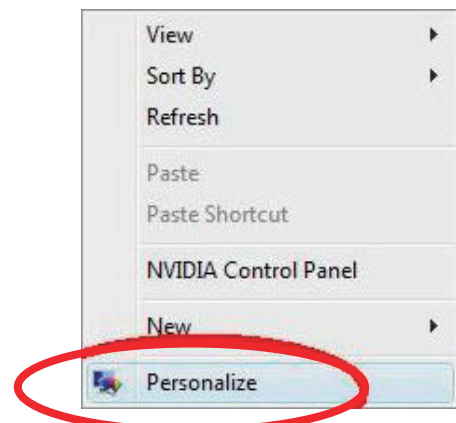 View
Sort By
Refresh
Paste
Paste Shortcut
NVIDIA Control Panel
New
Personalize